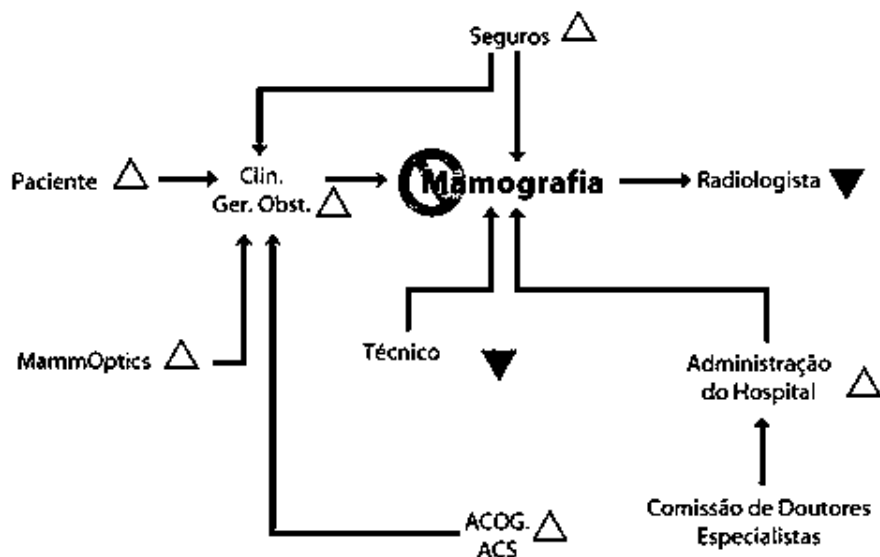 Seguros
Paciente
Clin.
Ger. Obst.
Mamografia
Radiologista
MammOptics
Técnico
Administração
do Hospital
ACOG.
ACS
Comissão de Doutores
Especialistas